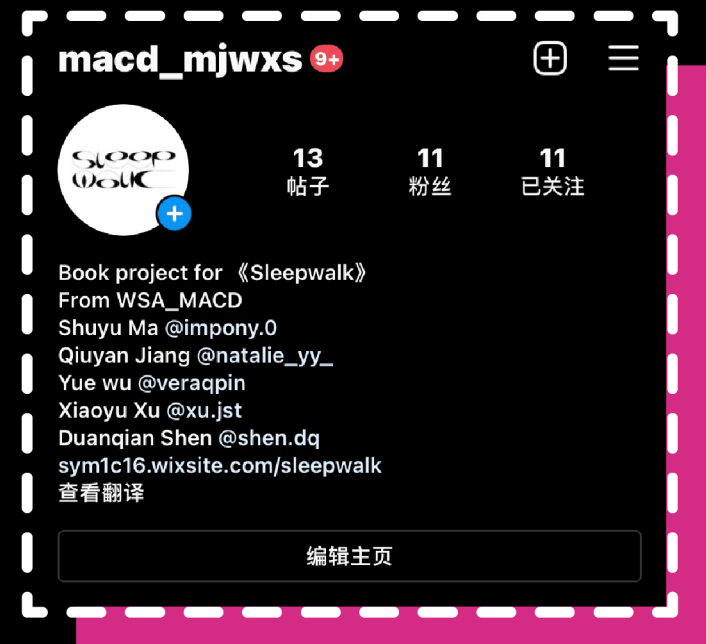 macd_mjwxs 9+
SLeep
WalK
13 11 11
帖子 粉丝 已关注
Book project for 《Sleepwalk》
From WSA_MACD
Shuyu Ma @impony.0
Qiuyan Jiang @natalie_yy_
Yue wu @veraqpin
Xiaoyu Xu @xu.jst
Duanqian Shen @shen.dq
sym1c16.wixsite.com/sleepwalk
查看翻译
编辑主页